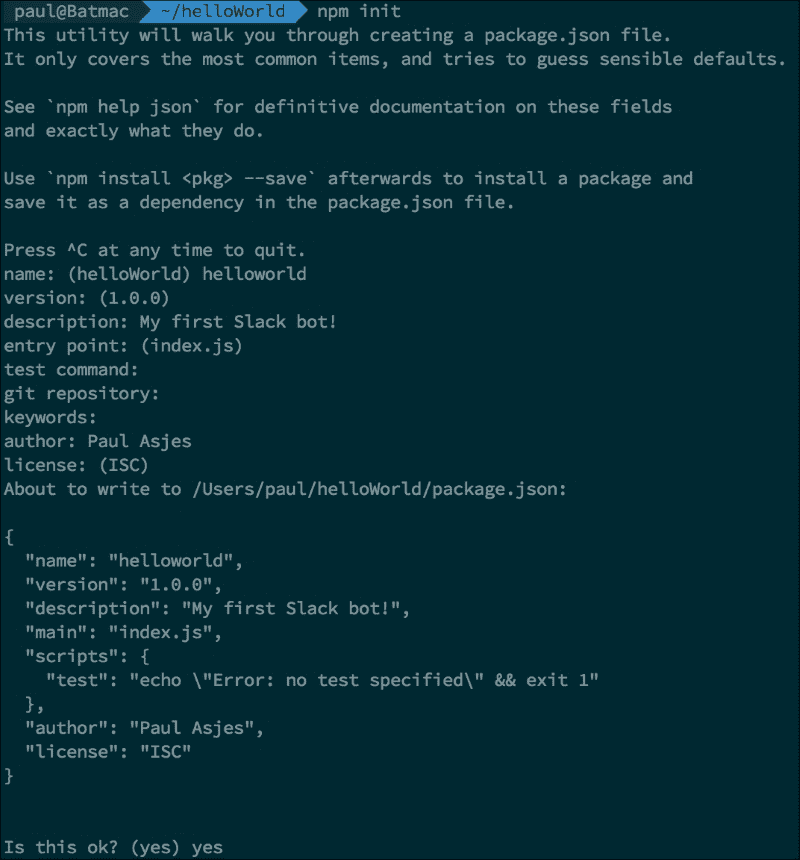 paul@Batmac ~/helloWorld npm init
This utility will walk you through creating a package.json file.
It only covers the most common items, and tries to guess sensible defaults.
See `npm help json` for definitive documentation on these fields
and exactly what they do.
Use `npm install <pkg> --save` afterwards to install a package and
save it as a dependency in the package.json file.
Press ^C at any time to quit.
name: (helloWorld) helloworld
version: (1.0.0)
description: My first Slack bot!
entry point: (index.js)
test command:
git repository:
keywords:
author: Paul Asjes
license: (ISC)
About to write to /Users/paul/helloWorld/package.json:
{
  "name": "helloworld",
  "version": "1.0.0",
  "description": "My first Slack bot!",
  "main": "index.js",
  "scripts": {
    "test": "echo \"Error: no test specified\" && exit 1"
  },
  "author": "Paul Asjes",
  "license": "ISC"
}
Is this ok? (yes) yes